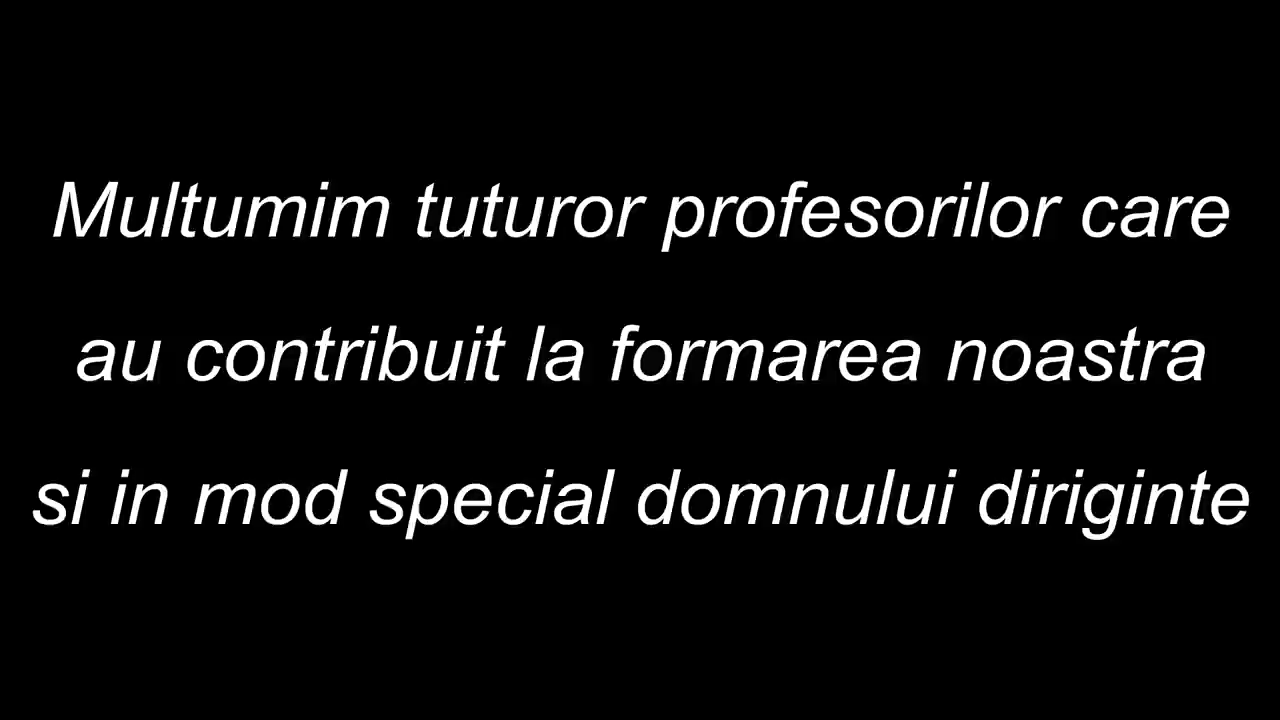 Multumim tuturor profesorilor care
au contribuit la formarea noastra
si in mod special domnului diriginte